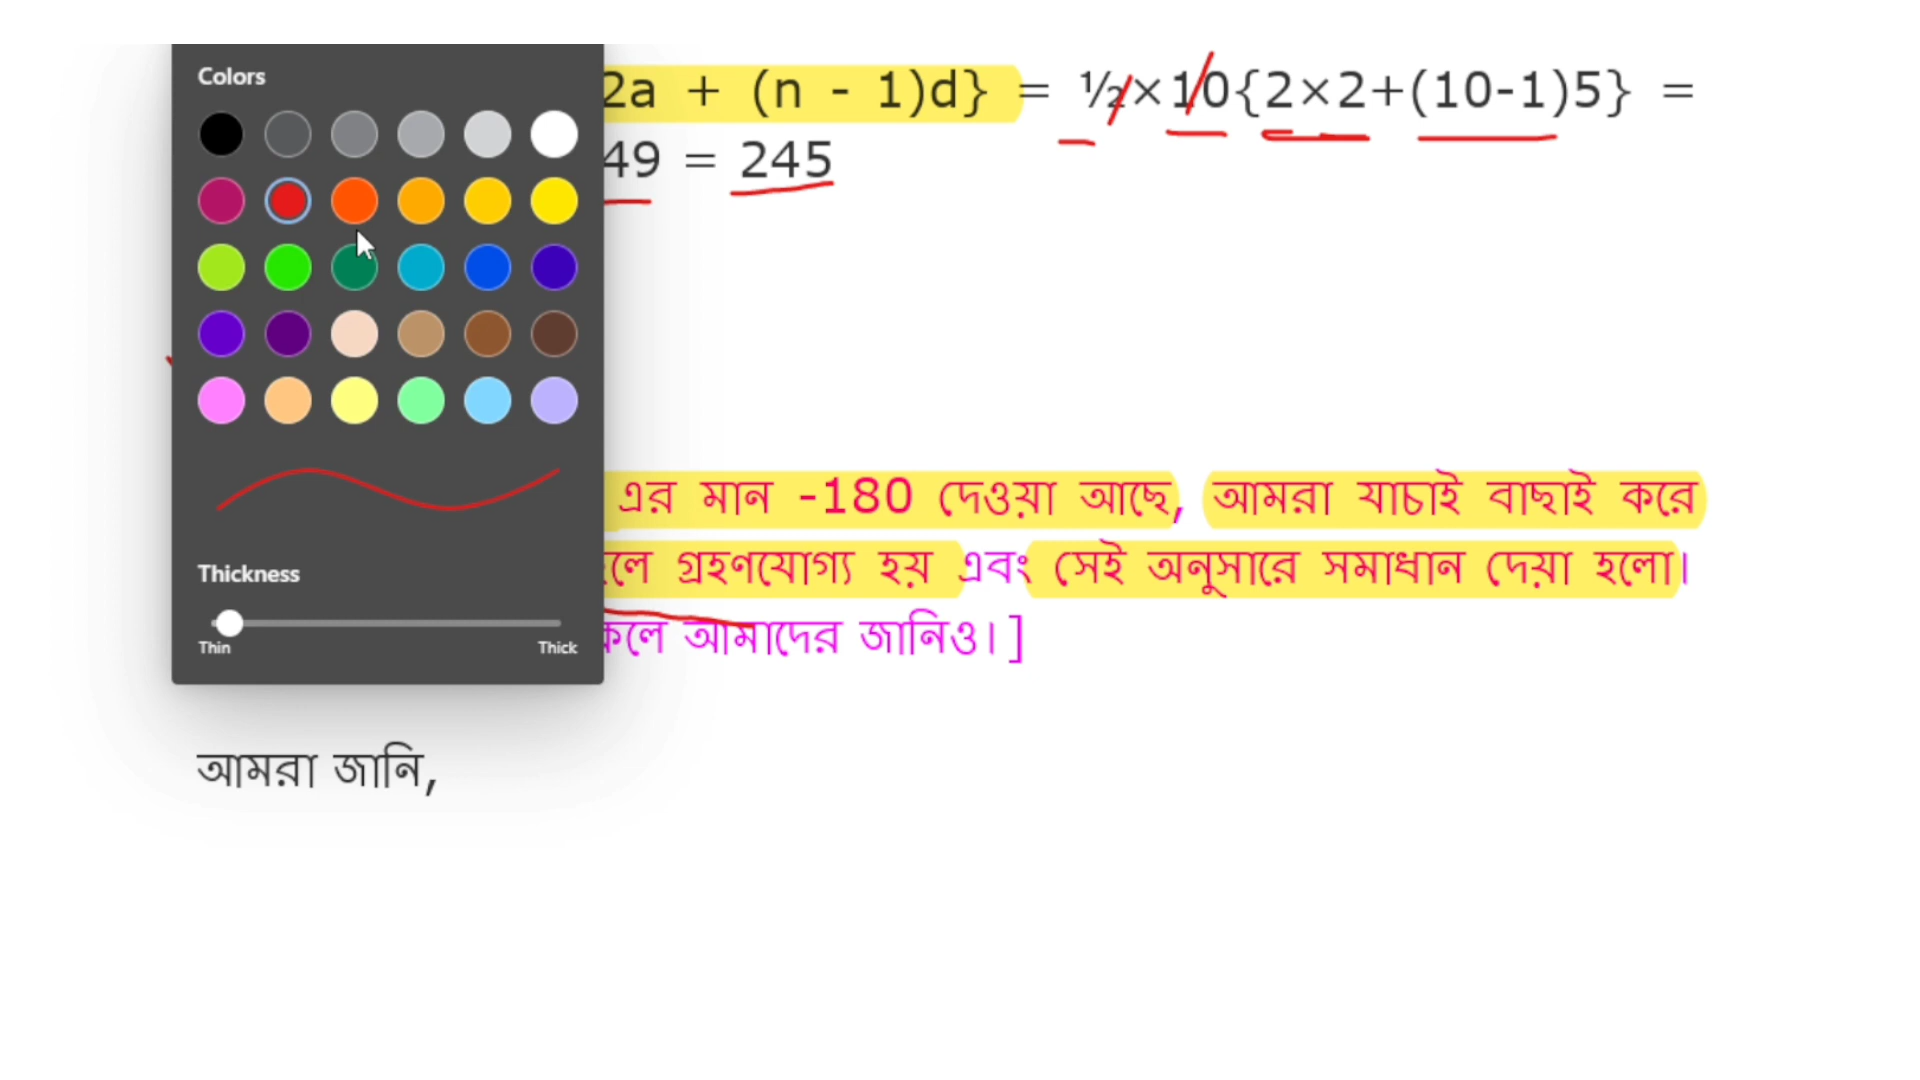 Colors
2a + (n - 1)d} = ½×10{2×2+(10-1)5} =
49 = 245
এর মান -180 দেওয়া আছে, আমরা যাচাই বাছাই করে
লে গ্রহণযোগ্য হয় এবং সেই অনুসারে সমাধান দেয়া হলো।
Thickness
Thin Thick
আমাদের জানিও। ]
আমরা জানি,